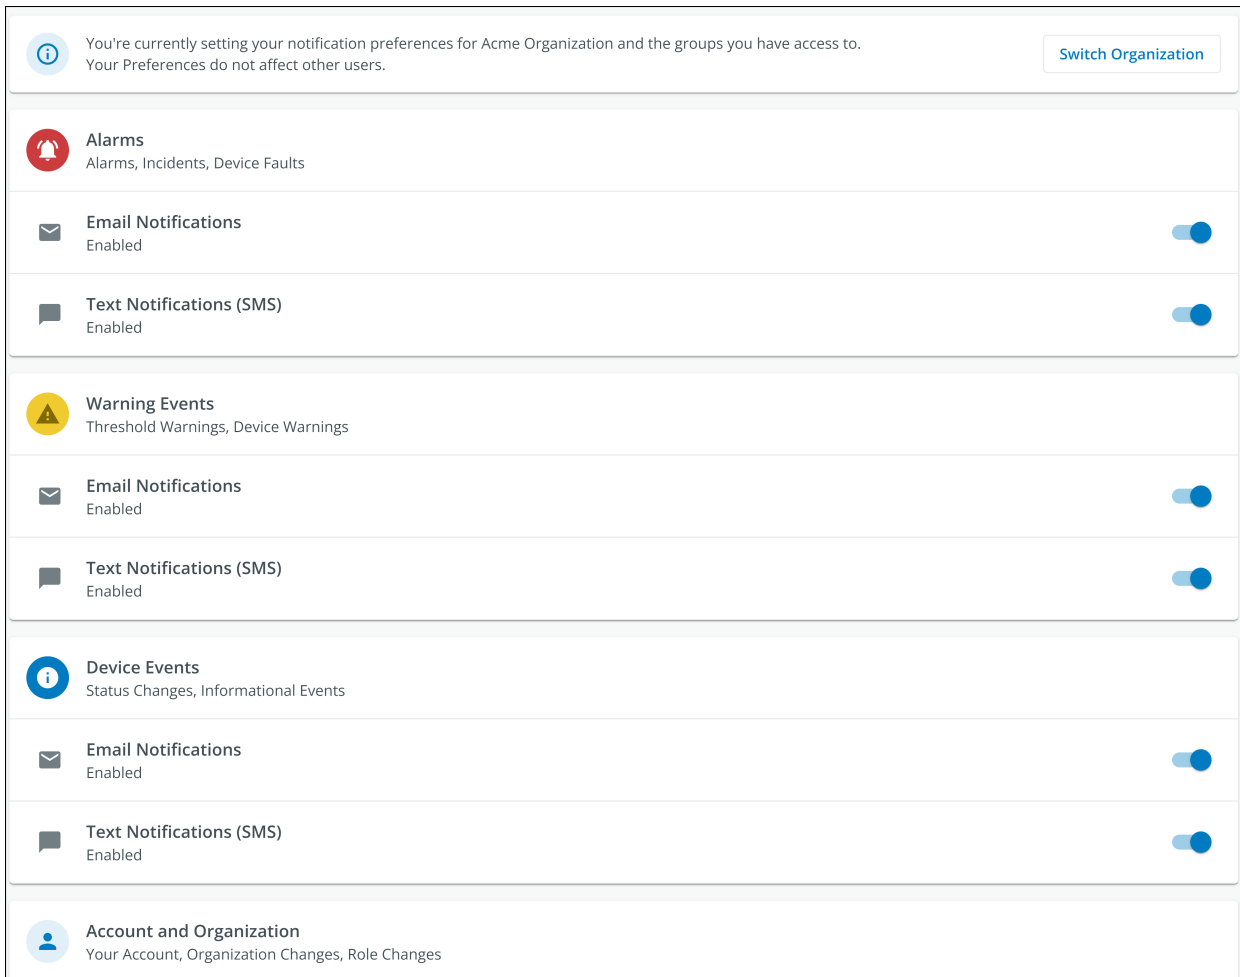 You're currently setting your notification preferences for Acme Organization and the groups you have access to.
Your Preferences do not affect other users.
Switch Organization
Alarms
Alarms, Incidents, Device Faults
Email Notifications
Enabled
Text Notifications (SMS)
Enabled
Warning Events
Threshold Warnings, Device Warnings
Email Notifications
Enabled
Text Notifications (SMS)
Enabled
Device Events
Status Changes, Informational Events
Email Notifications
Enabled
Text Notifications (SMS)
Enabled
Account and Organization
Your Account, Organization Changes, Role Changes